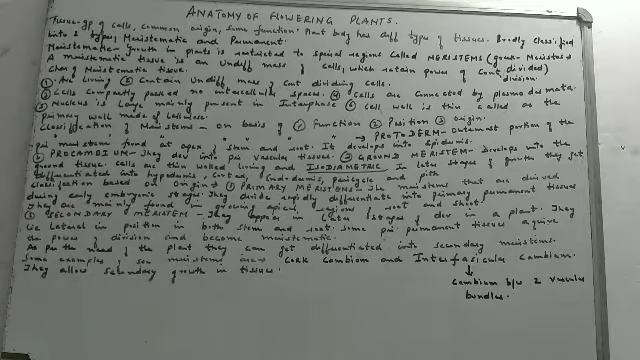 ANATOMY OF FLOWERING PLANTS.
Tissue - gp of cells, common origin, same function. Plant body has diff types of tissues. Broadly classified
into 2 types, Meristematic and Permanent.
Meristematic - Growth in plants is restricted to special regions called MERISTEMS (Greek- Meristos
A meristematic tissue is an undiff mass of cells, which retain power of cont. divided)
Char of Meristematic tissue. division.
① Are living ② Contain Undiff mass & cont dividing cells.
③ Cells compactly packed no intercellular spaces. ④ Cells are connected by plasmodesmata.
⑤ Nucleus is large mainly present in Interphase ⑥ Cell wall is thin called as the
primary wall made of cellulose.
Classification of Meristems - on basis of ① Function ② Position ③ Origin.
→ PROTODERM - Outermost portion of the
pri meristem found at apex of stem and root. It develops into epidermis.
② PROCAMBIUM - They dev into pri vascular tissues. ③ GROUND MERISTEM - Develops into the
ground tissue cells are thin walled living and ISODIAMETRIC In later stages of growth they get
differentiated into hypodermis, cortex, Endodermis, pericycle and pith
Classification based on Origin: ① PRIMARY MERISTEMS - The meristems that are derived
during early embryonic stages. They divide rapidly differentiate into primary permanent tissues
They are mainly found in growing apical regions, root and shoot
② SECONDARY MERISTEM - They appear in later stages of dev in a plant. They
are lateral in position in both stem and root. Some pri permanent tissues aquire
the power of division and become meristematic.
As per the need of the plant they can get differentiated into secondary meristems.
Some examples of sec meristems are CORK Cambium and Interfasicular cambium.
They allow secondary growth in tissues.
Cambium b/w 2 vascular
bundles.